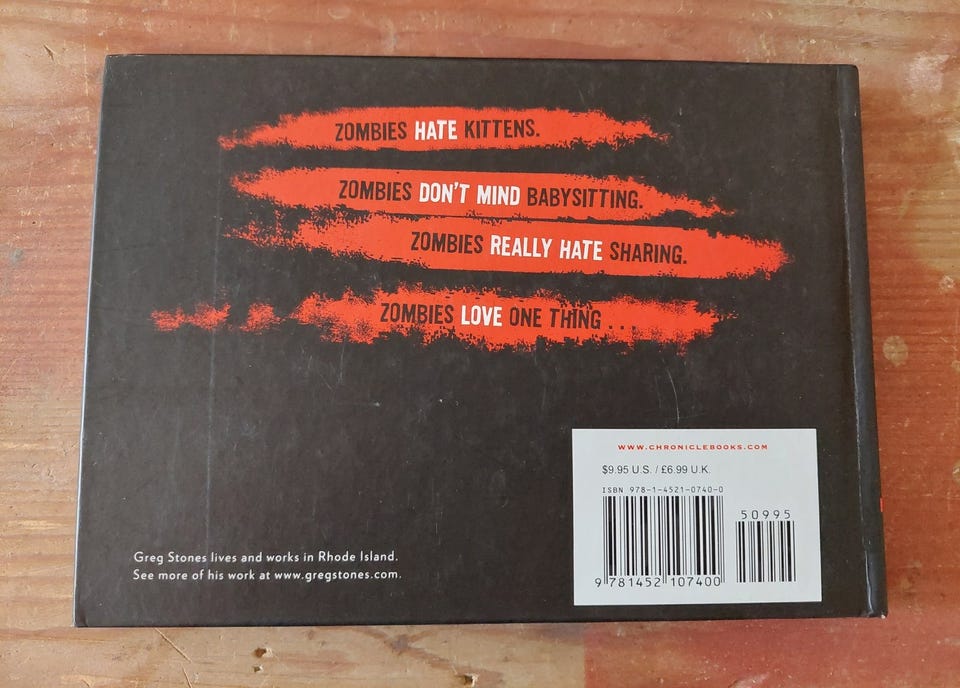 ZOMBIES HATE KITTENS.
ZOMBIES DON'T MIND BABYSITTING.
ZOMBIES REALLY HATE SHARING.
ZOMBIES LOVE ONE THING . . .
WWW.CHRONICLEBOOKS.COM
$9.95 U.S. / £6.99 U.K.
ISBN 978-1-4521-0740-0
50995
9 781452 107400
Greg Stones lives and works in Rhode Island.
See more of his work at www.gregstones.com.